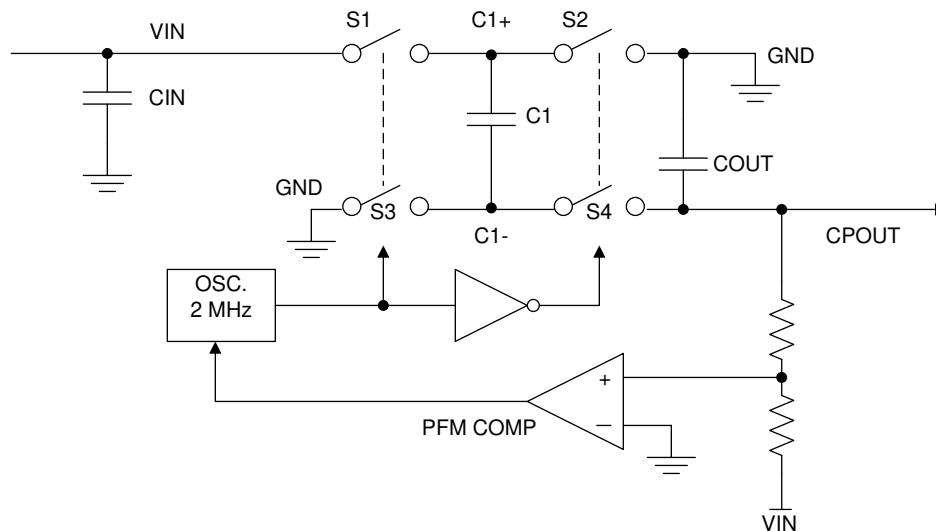 VIN
S1
C1+
S2
GND
CIN
C1
COUT
GND
S3
C1-
S4
CPOUT
OSC.
2 MHz
+
–
PFM COMP
VIN